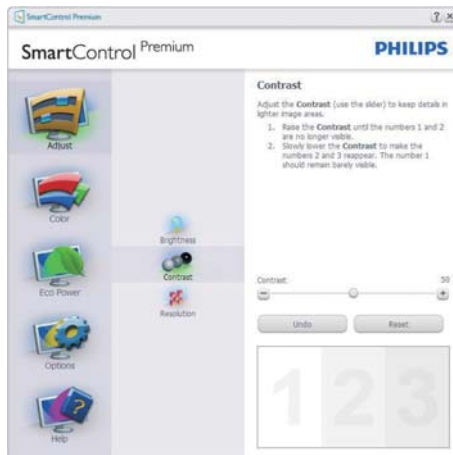 SmartControl Premium
SmartControl Premium
PHILIPS
Adjust
Color
Eco Power
Options
Help
Brightness
Contrast
Resolution
Contrast
Adjust the Contrast (use the slider) to keep details in
lighter image areas.
1. Raise the Contrast until the numbers 1 and 2
are no longer visible.
2. Slowly lower the Contrast to make the
numbers 2 and 3 reappear. The number 1
should remain barely visible.
Contrast: 50
Undo Reset
1 2 3